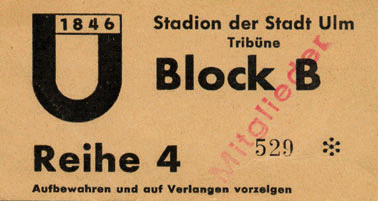 1846
Stadion der Stadt Ulm
Tribüne
Block B
Mitglieder
Reihe 4
529 *
Aufbewahren und auf Verlangen vorzeigen